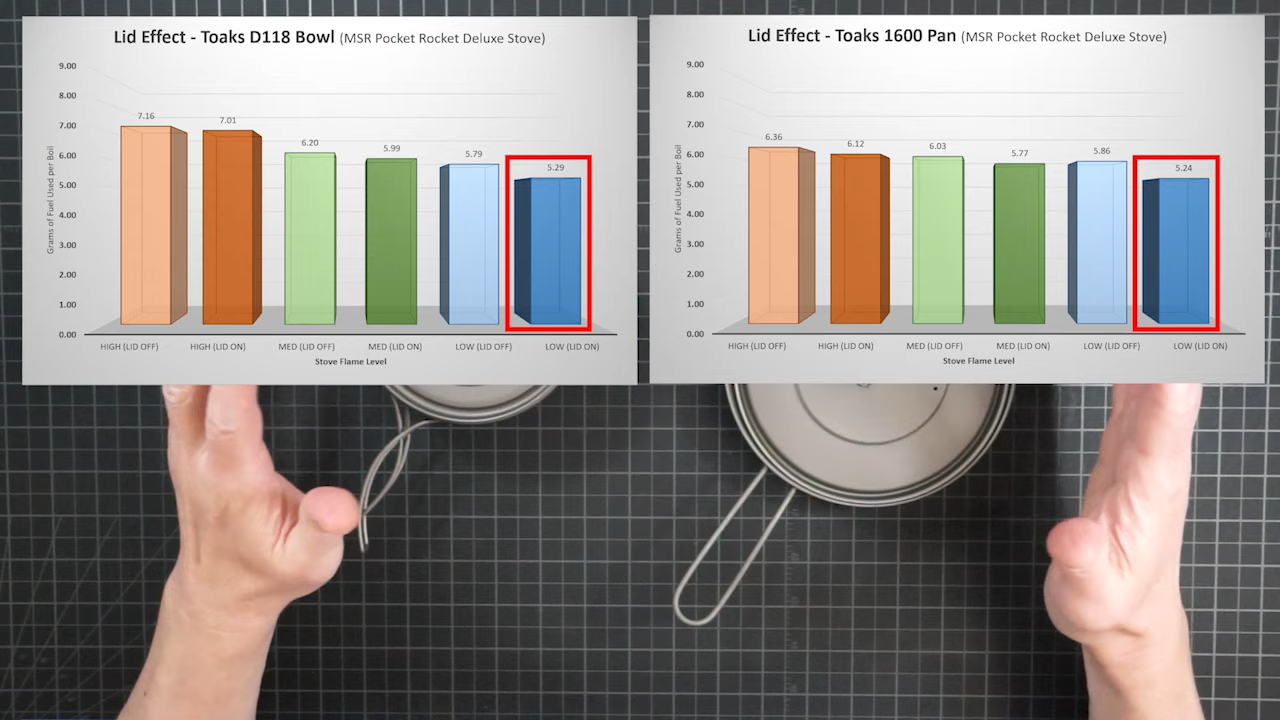 Lid Effect - Toaks D118 Bowl (MSR Pocket Rocket Deluxe Stove)
9.00
8.00
7.00
6.00
5.00
4.00
3.00
2.00
1.00
0.00
Grams of Fuel Used per Boil
7.16
7.01
6.20
5.99
5.79
5.29
HIGH (LID OFF)
HIGH (LID ON)
MED (LID OFF)
MED (LID ON)
LOW (LID OFF)
LOW (LID ON)
Stove Flame Level
Lid Effect - Toaks 1600 Pan (MSR Pocket Rocket Deluxe Stove)
9.00
8.00
7.00
6.00
5.00
4.00
3.00
2.00
1.00
0.00
Grams of Fuel Used per Boil
6.36
6.12
6.03
5.77
5.86
5.24
HIGH (LID OFF)
HIGH (LID ON)
MED (LID OFF)
MED (LID ON)
LOW (LID OFF)
LOW (LID ON)
Stove Flame Level